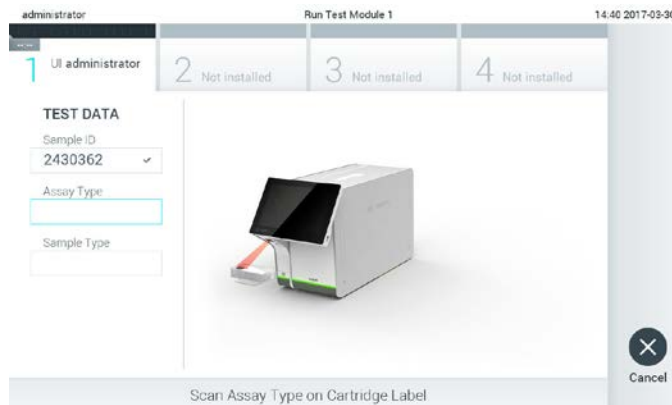 administrator Run Test Module 1 14:40 2017-03-30
1 UI administrator 2 Not installed 3 Not installed 4 Not installed
TEST DATA
Sample ID
2430362
Assay Type
Sample Type
Cancel
Scan Assay Type on Cartridge Label